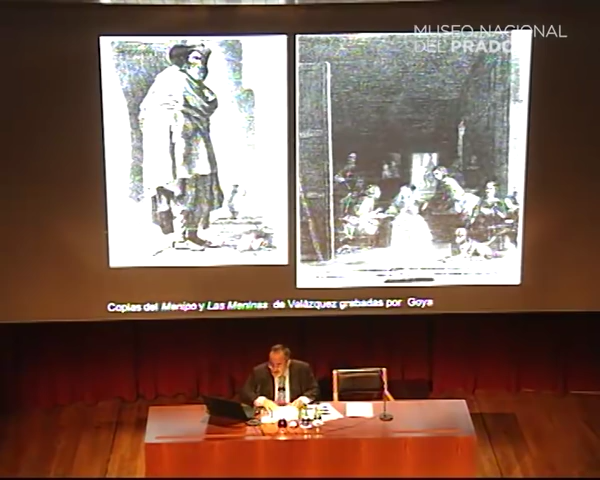 MUSEO NACIONAL
DEL PRADO
Copias del Menipo y Las Meninas de Velázquez grabadas por Goya